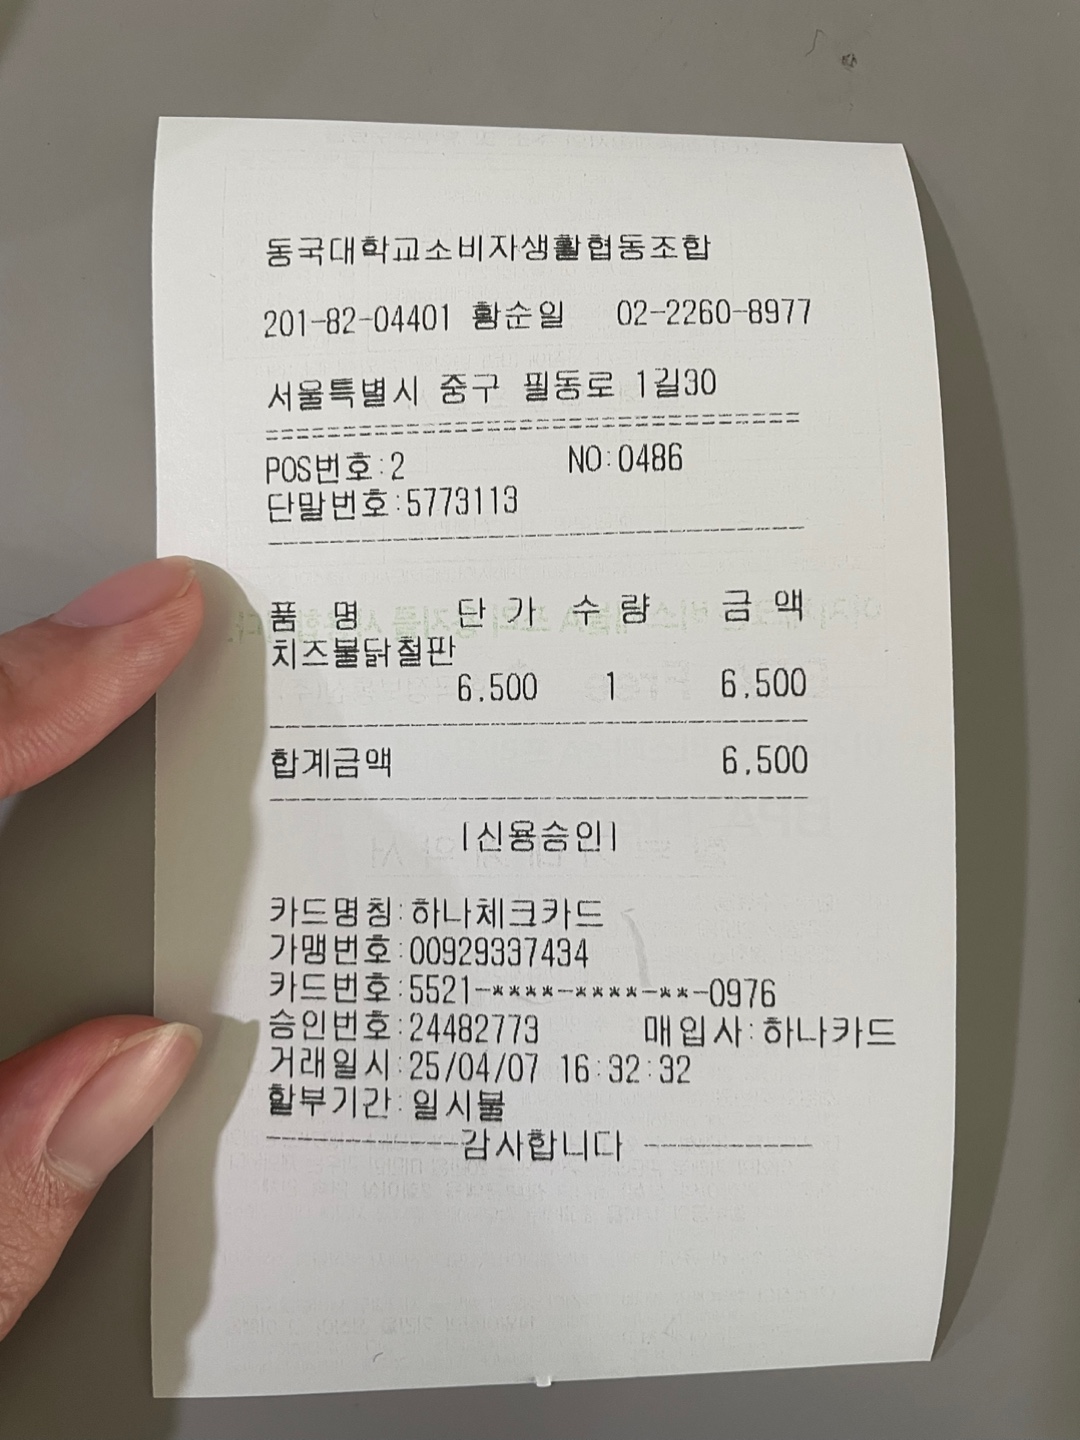 동국대학교소비자생활협동조합
201-82-04401 황순일 02-2260-8977
서울특별시 중구 필동로 1길30
================================
POS번호:2 NO:0486
단말번호:5773113
--------------------------------
품 명 단 가 수 량 금 액
치즈불닭철판
6,500 1 6,500
--------------------------------
합계금액 6,500
--------------------------------
[신용승인]
카드명칭:하나체크카드
가맹번호:00929337434
카드번호:5521-****-****-**-0976
승인번호:24482773 매입사:하나카드
거래일시:25/04/07 16:32:32
할부기간:일시불
------------감사합니다 -----------